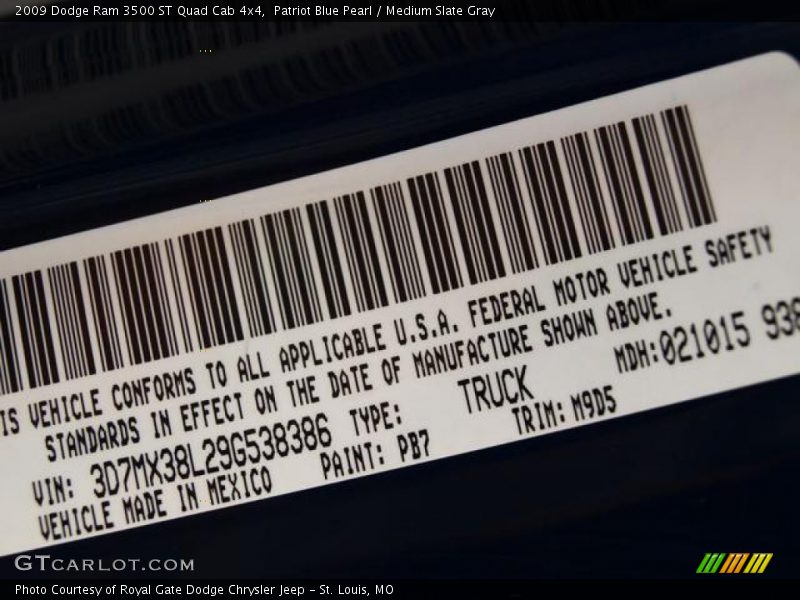 2009 Dodge Ram 3500 ST Quad Cab 4x4, Patriot Blue Pearl / Medium Slate Gray
IS VEHICLE CONFORMS TO ALL APPLICABLE U.S.A. FEDERAL MOTOR VEHICLE SAFETY
STANDARDS IN EFFECT ON THE DATE OF MANUFACTURE SHOWN ABOVE.
MDH:021015 938
VIN: 3D7MX38L29G538386 TYPE: TRUCK
VEHICLE MADE IN MEXICO PAINT: PB7 TRIM: M9D5
GTCARLOT.COM
Photo Courtesy of Royal Gate Dodge Chrysler Jeep - St. Louis, MO